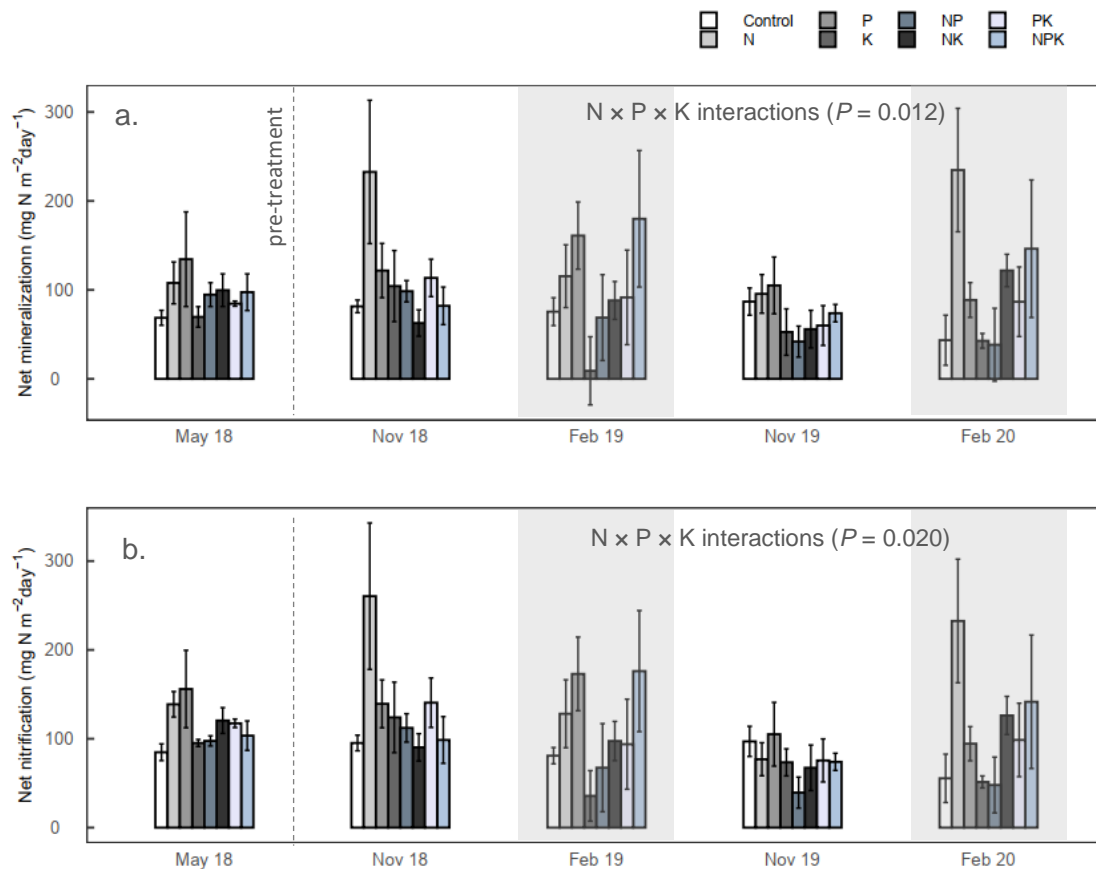 Control P NP PK
N K NK NPK
a.
N × P × K interactions (P = 0.012)
pre-treatment
Net mineralizationn (mg N m⁻²day⁻¹)
300
200
100
0
May 18 Nov 18 Feb 19 Nov 19 Feb 20
b.
N × P × K interactions (P = 0.020)
Net nitrification (mg N m⁻²day⁻¹)
300
200
100
0
May 18 Nov 18 Feb 19 Nov 19 Feb 20